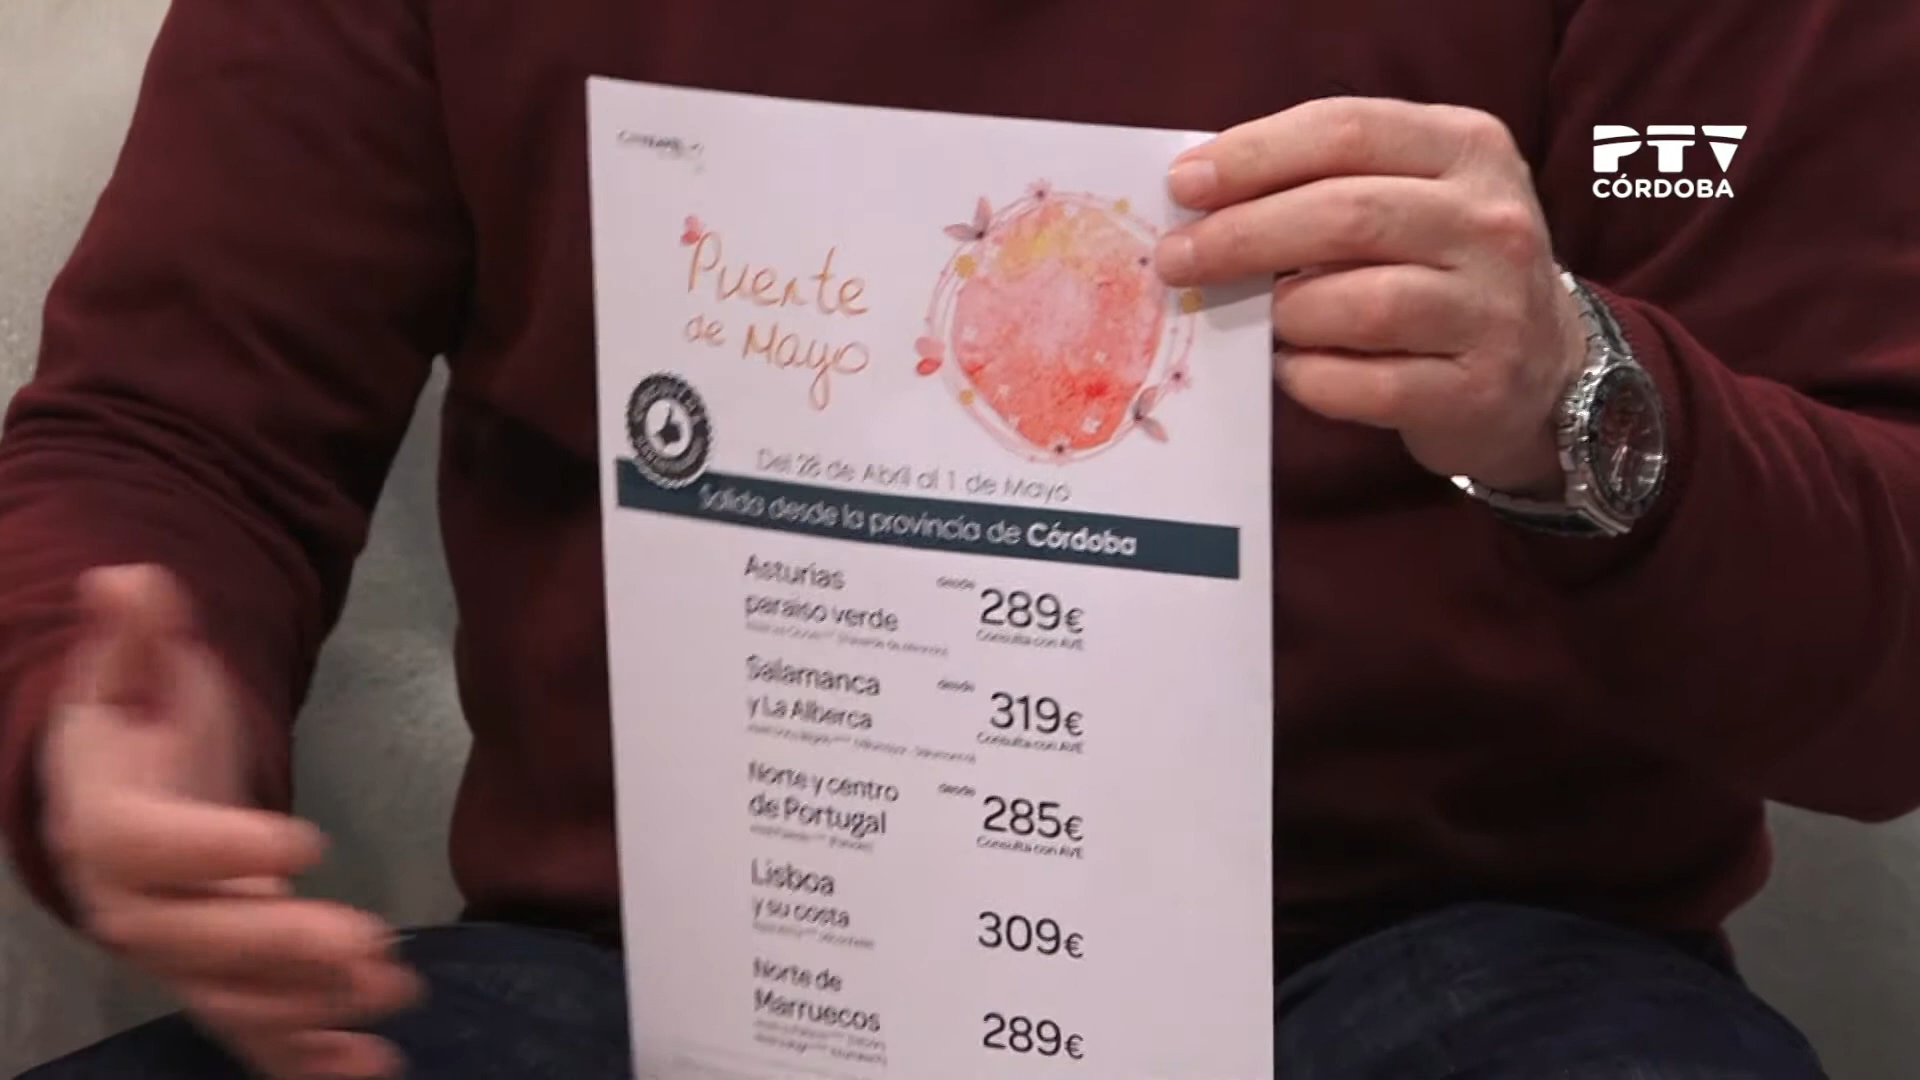 PTV
CÓRDOBA
Puente
de Mayo
Del 28 de Abril al 1 de Mayo
Salida desde la provincia de Córdoba
Asturias
paraíso verde
desde
289€
Consulta con AVE
Salamanca
y La Alberca
desde
319€
Consulta con AVE
Norte y centro
de Portugal
desde
285€
Consulta con AVE
Lisboa
y su costa
309€
Norte de
Marruecos
289€